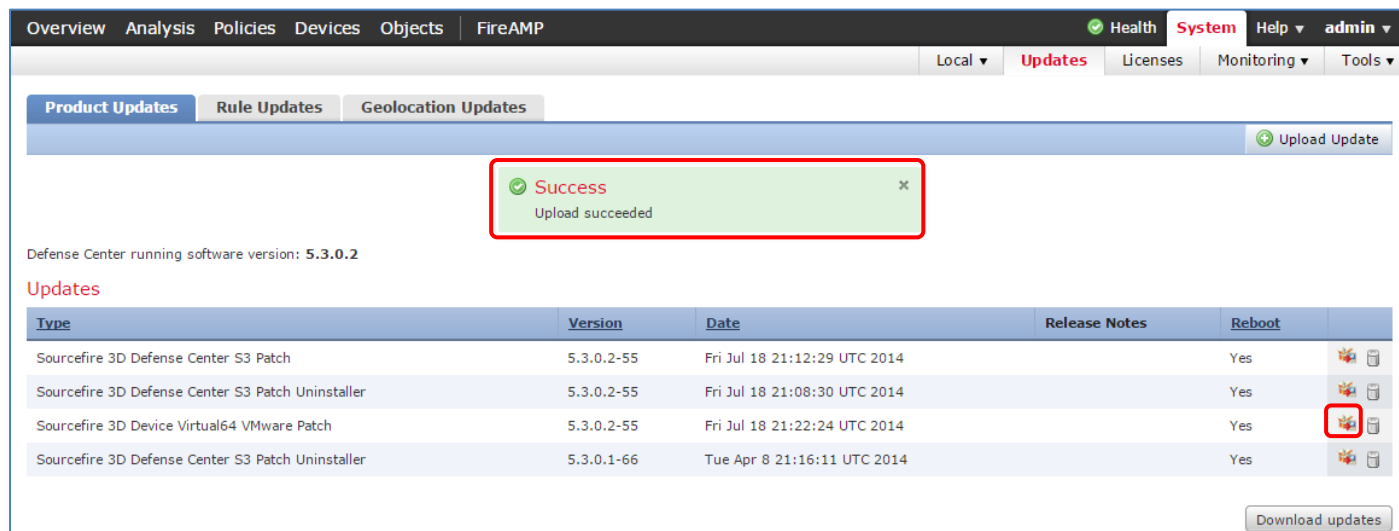 Overview Analysis Policies Devices Objects FireAMP Health System Help admin
Local Updates Licenses Monitoring Tools
Product Updates Rule Updates Geolocation Updates
Upload Update
Success
Upload succeeded
Defense Center running software version: 5.3.0.2
Updates
Type Version Date Release Notes Reboot
Sourcefire 3D Defense Center S3 Patch 5.3.0.2-55 Fri Jul 18 21:12:29 UTC 2014 Yes
Sourcefire 3D Defense Center S3 Patch Uninstaller 5.3.0.2-55 Fri Jul 18 21:08:30 UTC 2014 Yes
Sourcefire 3D Device Virtual64 VMware Patch 5.3.0.2-55 Fri Jul 18 21:22:24 UTC 2014 Yes
Sourcefire 3D Defense Center S3 Patch Uninstaller 5.3.0.1-66 Tue Apr 8 21:16:11 UTC 2014 Yes
Download updates